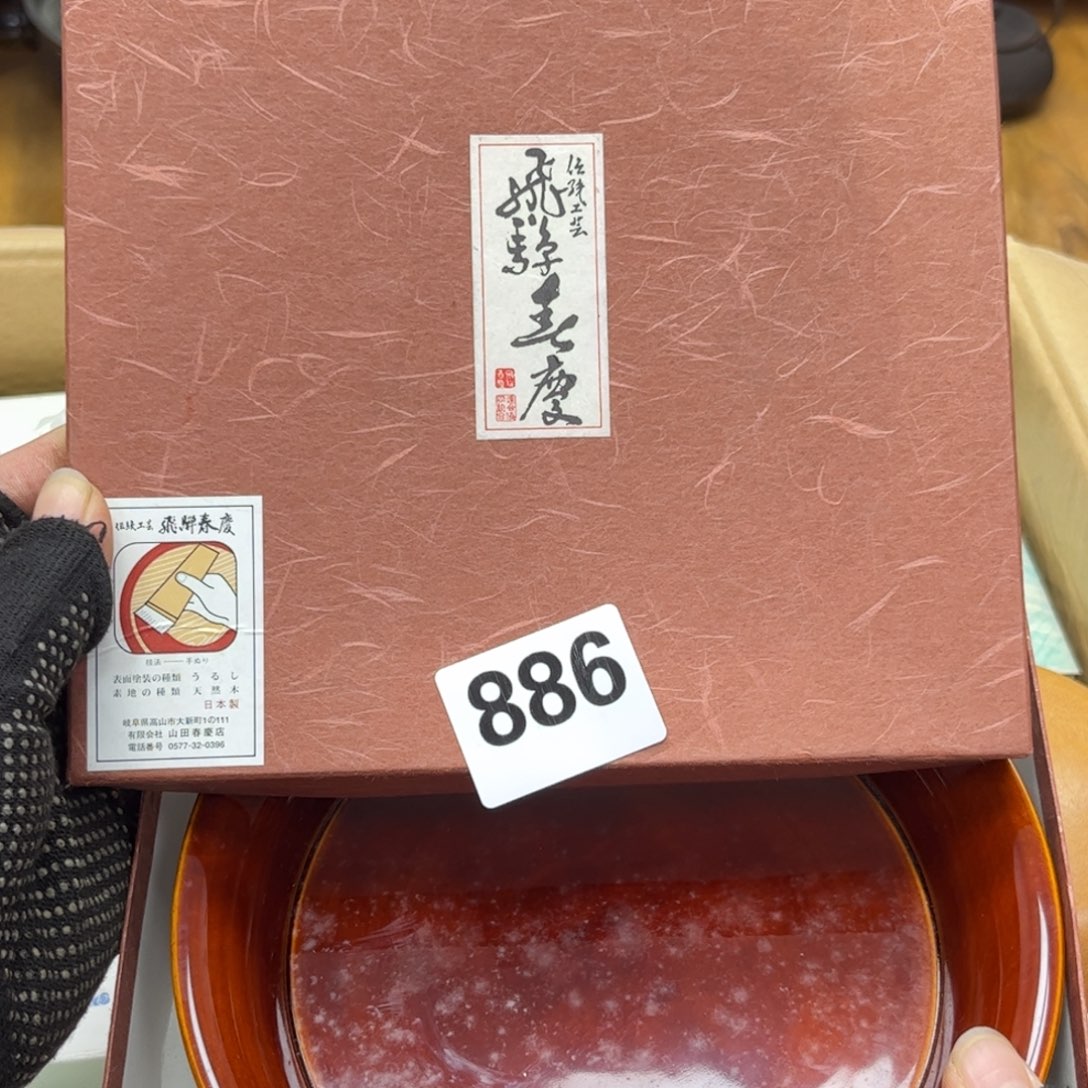 伝統工芸
飛騨春慶
伝統工芸 飛騨春慶
技法──手ぬり
表面塗装の種類 うるし
素地の種類 天然木
日本製
岐阜県高山市大新町1の111
有限会社 山田春慶店
電話番号 0577-32-0396
886